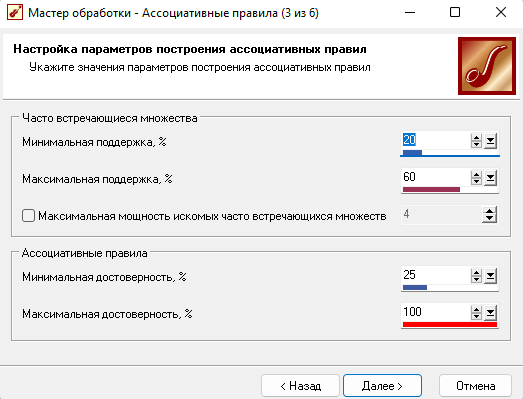 Мастер обработки - Ассоциативные правила (3 из 6)
Настройка параметров построения ассоциативных правил
Укажите значения параметров построения ассоциативных правил
Часто встречающиеся множества
Минимальная поддержка, % 20
Максимальная поддержка, % 60
Максимальная мощность искомых часто встречающихся множеств 4
Ассоциативные правила
Минимальная достоверность, % 25
Максимальная достоверность, % 100
< Назад Далее > Отмена